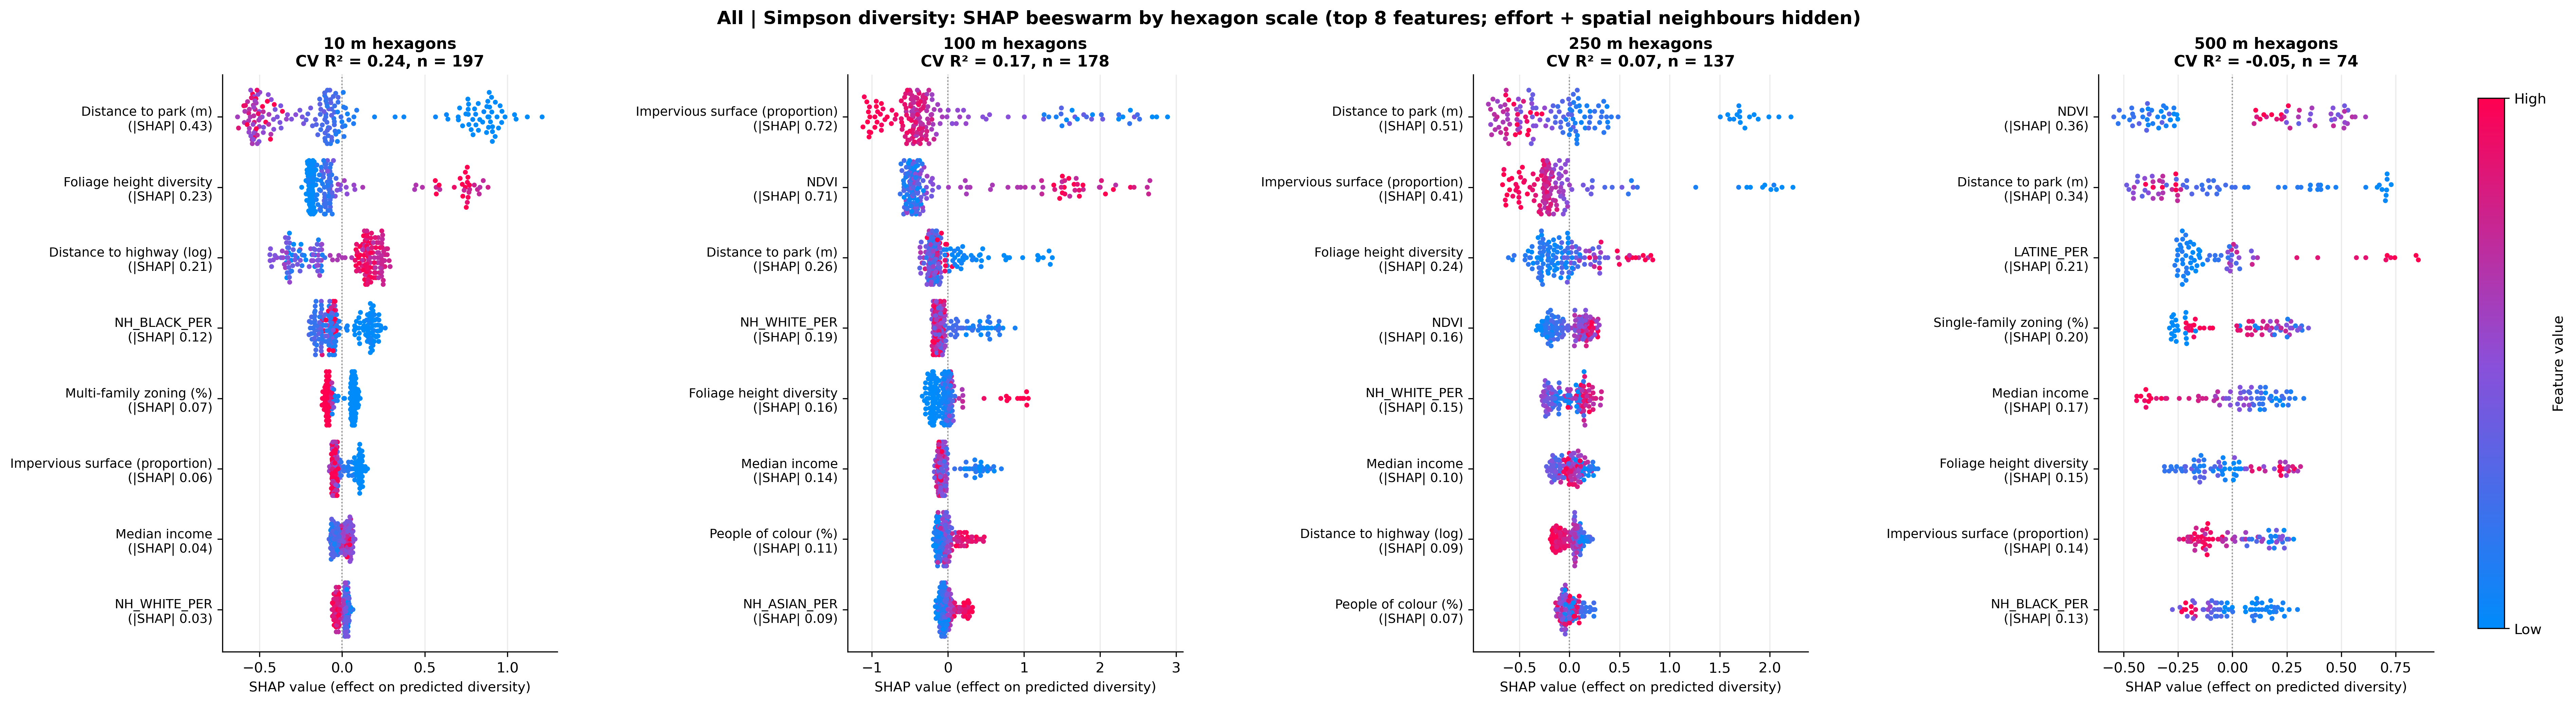 All | Simpson diversity: SHAP beeswarm by hexagon scale (top 8 features; effort + spatial neighbours hidden)
10 m hexagons
CV R² = 0.24, n = 197
Distance to park (m)
(|SHAP| 0.43)
Foliage height diversity
(|SHAP| 0.23)
Distance to highway (log)
(|SHAP| 0.21)
NH_BLACK_PER
(|SHAP| 0.12)
Multi-family zoning (%)
(|SHAP| 0.07)
Impervious surface (proportion)
(|SHAP| 0.06)
Median income
(|SHAP| 0.04)
NH_WHITE_PER
(|SHAP| 0.03)
−0.5 0.0 0.5 1.0
SHAP value (effect on predicted diversity)
100 m hexagons
CV R² = 0.17, n = 178
Impervious surface (proportion)
(|SHAP| 0.72)
NDVI
(|SHAP| 0.71)
Distance to park (m)
(|SHAP| 0.26)
NH_WHITE_PER
(|SHAP| 0.19)
Foliage height diversity
(|SHAP| 0.16)
Median income
(|SHAP| 0.14)
People of colour (%)
(|SHAP| 0.11)
NH_ASIAN_PER
(|SHAP| 0.09)
−1 0 1 2 3
SHAP value (effect on predicted diversity)
250 m hexagons
CV R² = 0.07, n = 137
Distance to park (m)
(|SHAP| 0.51)
Impervious surface (proportion)
(|SHAP| 0.41)
Foliage height diversity
(|SHAP| 0.24)
NDVI
(|SHAP| 0.16)
NH_WHITE_PER
(|SHAP| 0.15)
Median income
(|SHAP| 0.10)
Distance to highway (log)
(|SHAP| 0.09)
People of colour (%)
(|SHAP| 0.07)
−0.5 0.0 0.5 1.0 1.5 2.0
SHAP value (effect on predicted diversity)
500 m hexagons
CV R² = -0.05, n = 74
NDVI
(|SHAP| 0.36)
Distance to park (m)
(|SHAP| 0.34)
LATINE_PER
(|SHAP| 0.21)
Single-family zoning (%)
(|SHAP| 0.20)
Median income
(|SHAP| 0.17)
Foliage height diversity
(|SHAP| 0.15)
Impervious surface (proportion)
(|SHAP| 0.14)
NH_BLACK_PER
(|SHAP| 0.13)
−0.50 −0.25 0.00 0.25 0.50 0.75
SHAP value (effect on predicted diversity)
High
Feature value
Low